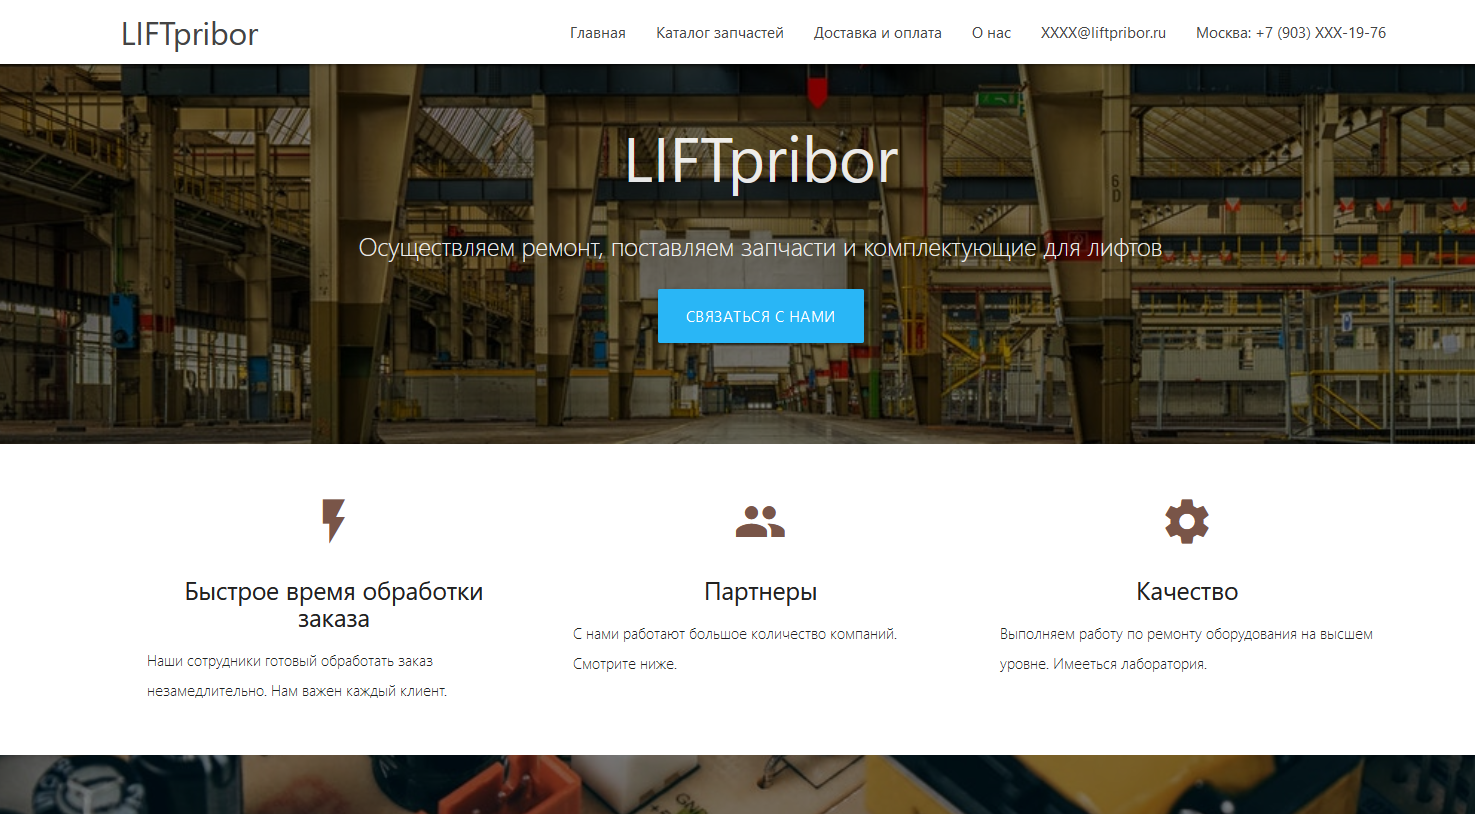 LIFTpribor
Главная Каталог запчастей Доставка и оплата О нас XXXX@liftpribor.ru Москва: +7 (903) XXX-19-76
6
D
LIFTpribor
Осуществляем ремонт, поставляем запчасти и комплектующие для лифтов
СВЯЗАТЬСЯ С НАМИ
Быстрое время обработки
заказа
Наши сотрудники готовый обработать заказ
незамедлительно. Нам важен каждый клиент.
Партнеры
С нами работают большое количество компаний.
Смотрите ниже.
Качество
Выполняем работу по ремонту оборудования на высшем
уровне. Имееться лаборатория.